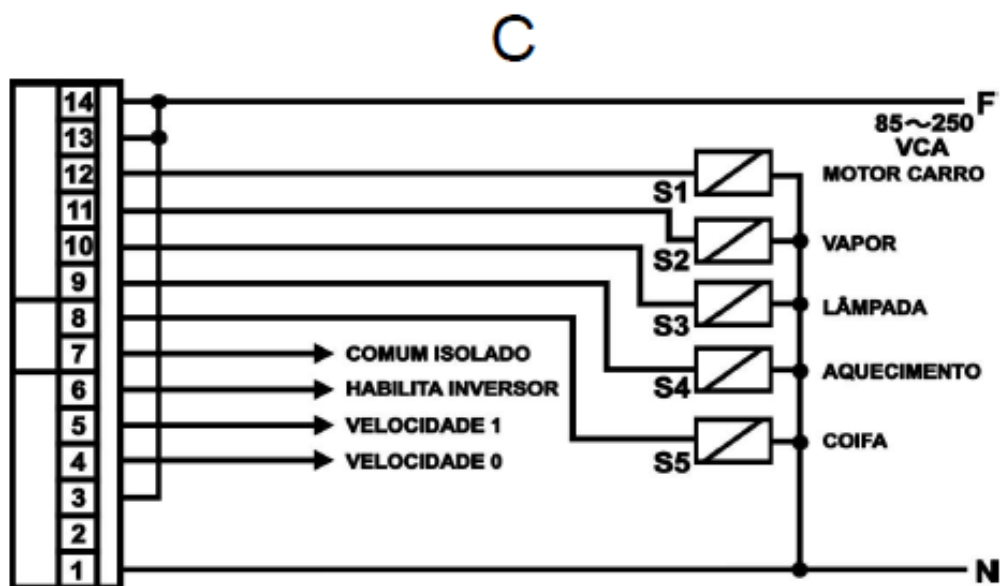 C
14
F
85~250
VCA
13
12
S1
MOTOR CARRO
11
S2
VAPOR
10
S3
LÂMPADA
9
S4
AQUECIMENTO
8
S5
COIFA
7
COMUM ISOLADO
6
HABILITA INVERSOR
5
VELOCIDADE 1
4
VELOCIDADE 0
3
2
1
N